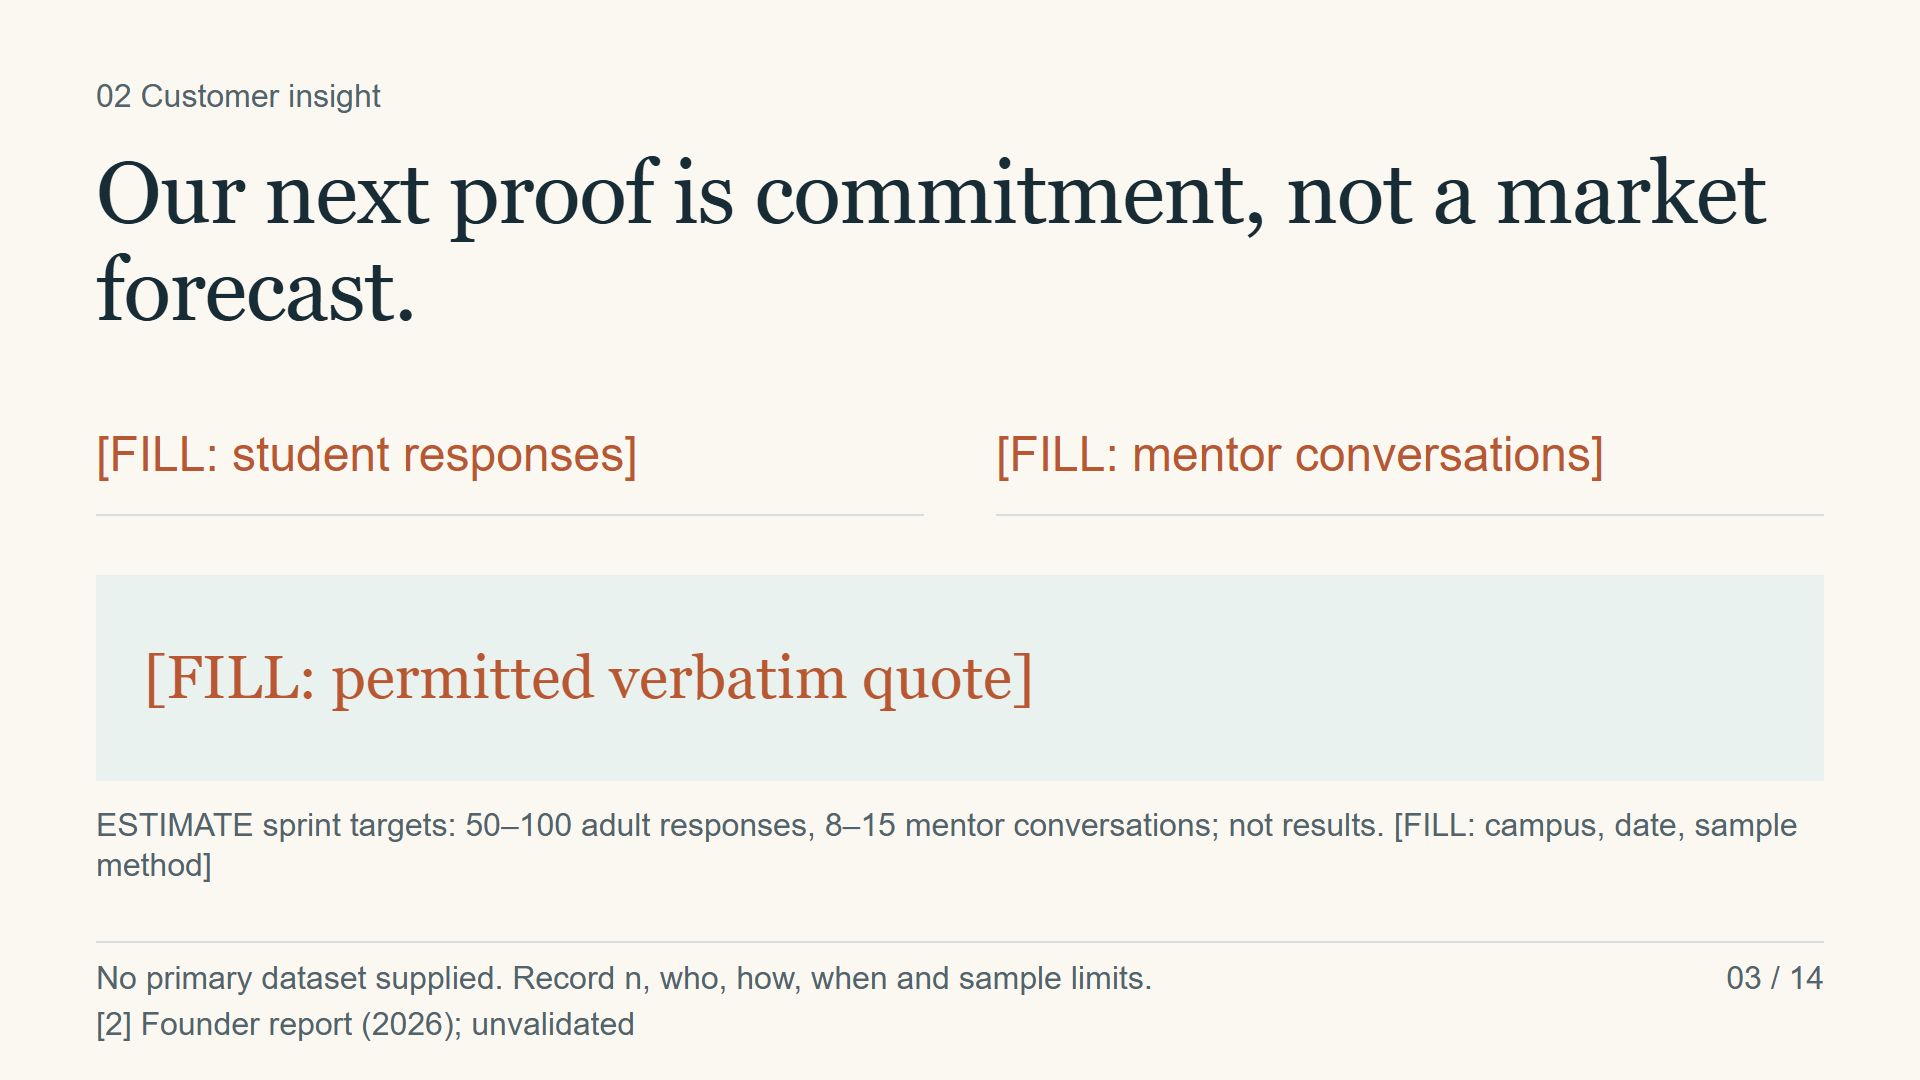 02 Customer insight
Our next proof is commitment, not a market
forecast.
[FILL: student responses]
[FILL: mentor conversations]
[FILL: permitted verbatim quote]
ESTIMATE sprint targets: 50–100 adult responses, 8–15 mentor conversations; not results. [FILL: campus, date, sample
method]
No primary dataset supplied. Record n, who, how, when and sample limits.
03 / 14
[2] Founder report (2026); unvalidated